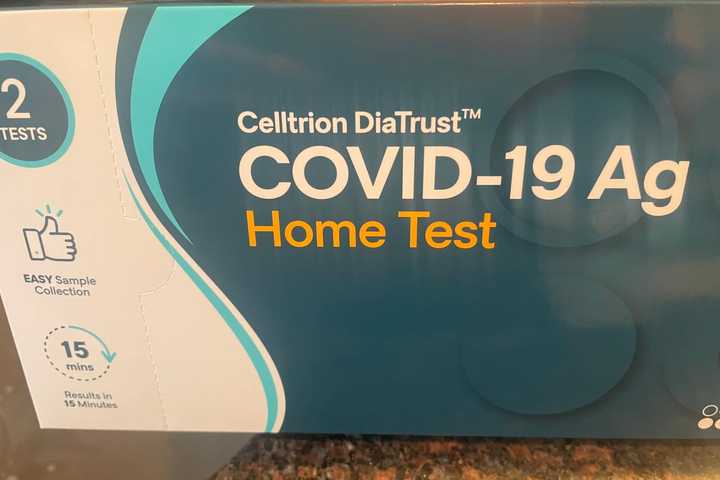 2
TESTS
EASY Sample
Collection
15
mins
Results in
15 Minutes
Celltrion DiaTrust™
COVID-19 Ag
Home Test